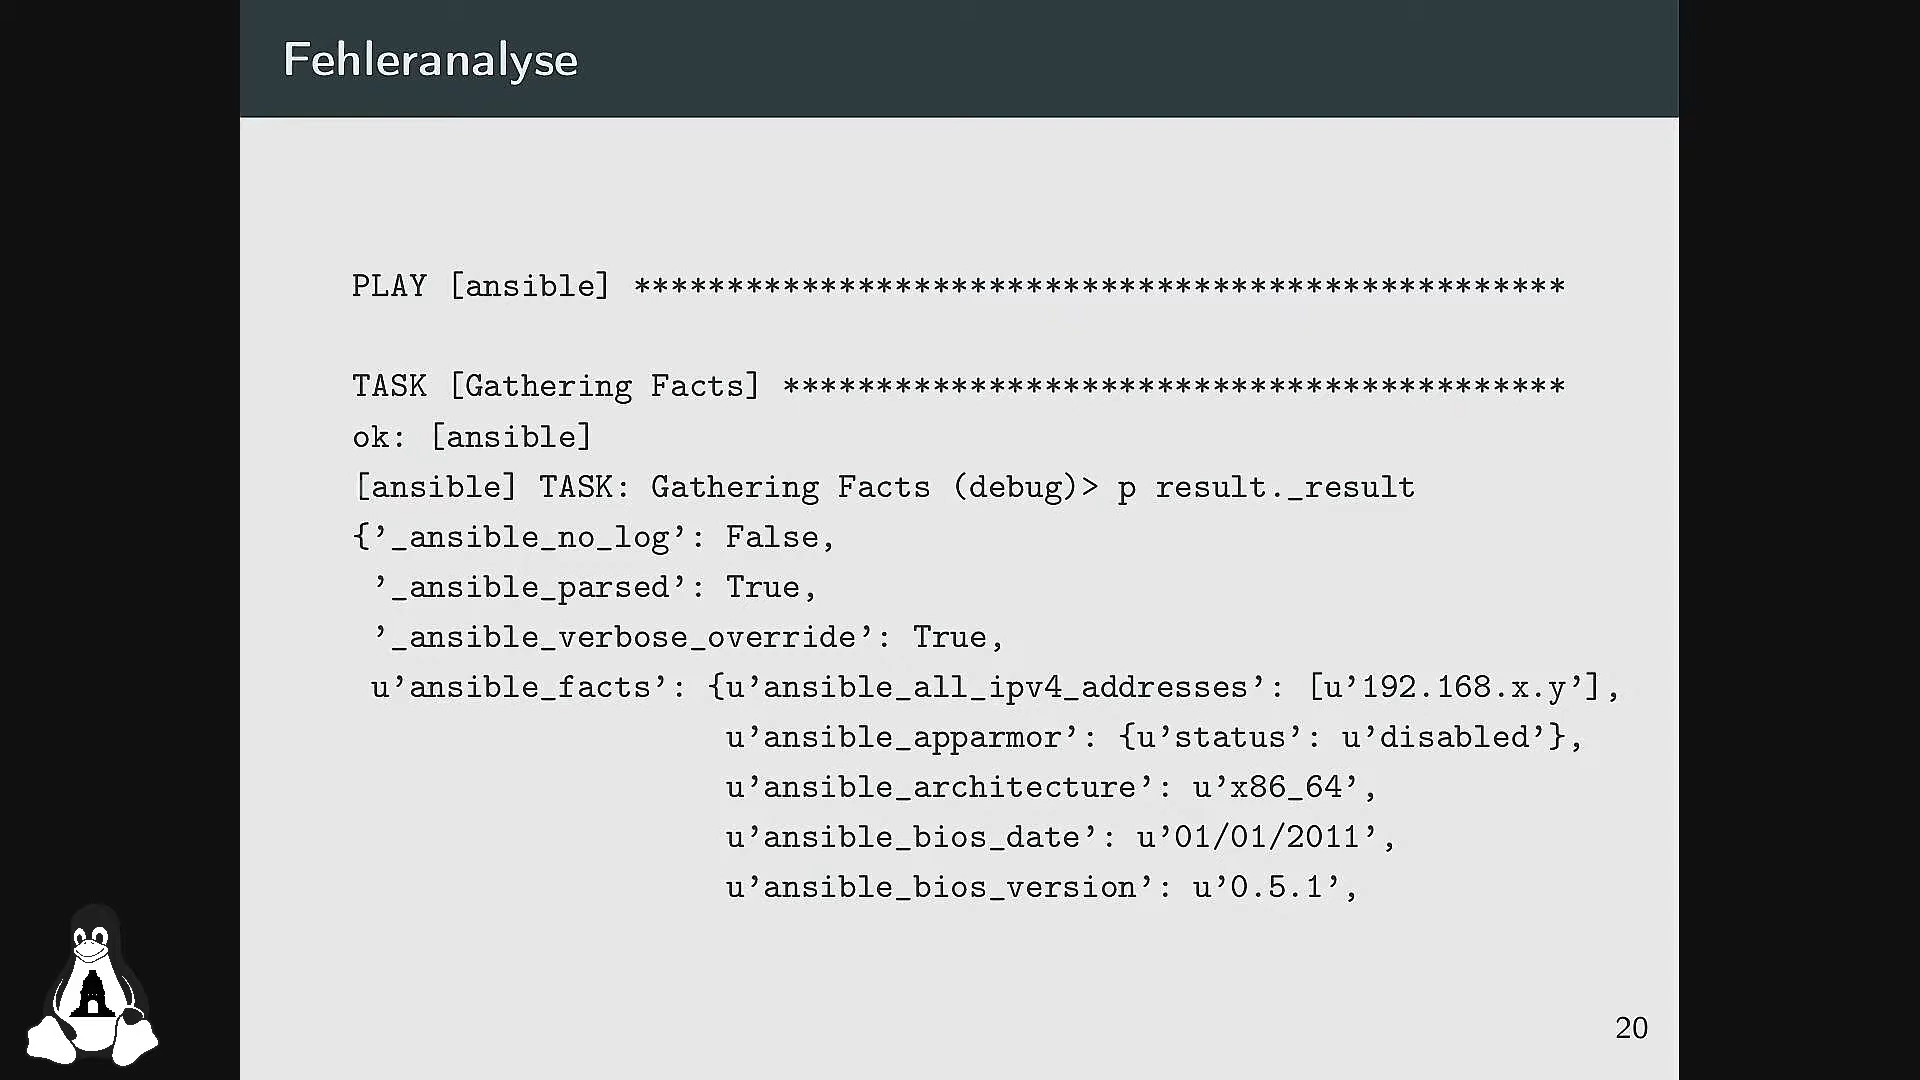 Fehleranalyse
PLAY [ansible] **************************************************
TASK [Gathering Facts] ******************************************
ok: [ansible]
[ansible] TASK: Gathering Facts (debug)> p result._result
{’_ansible_no_log’: False,
’_ansible_parsed’: True,
’_ansible_verbose_override’: True,
u’ansible_facts’: {u’ansible_all_ipv4_addresses’: [u’192.168.x.y’],
u’ansible_apparmor’: {u’status’: u’disabled’},
u’ansible_architecture’: u’x86_64’,
u’ansible_bios_date’: u’01/01/2011’,
u’ansible_bios_version’: u’0.5.1’,
20